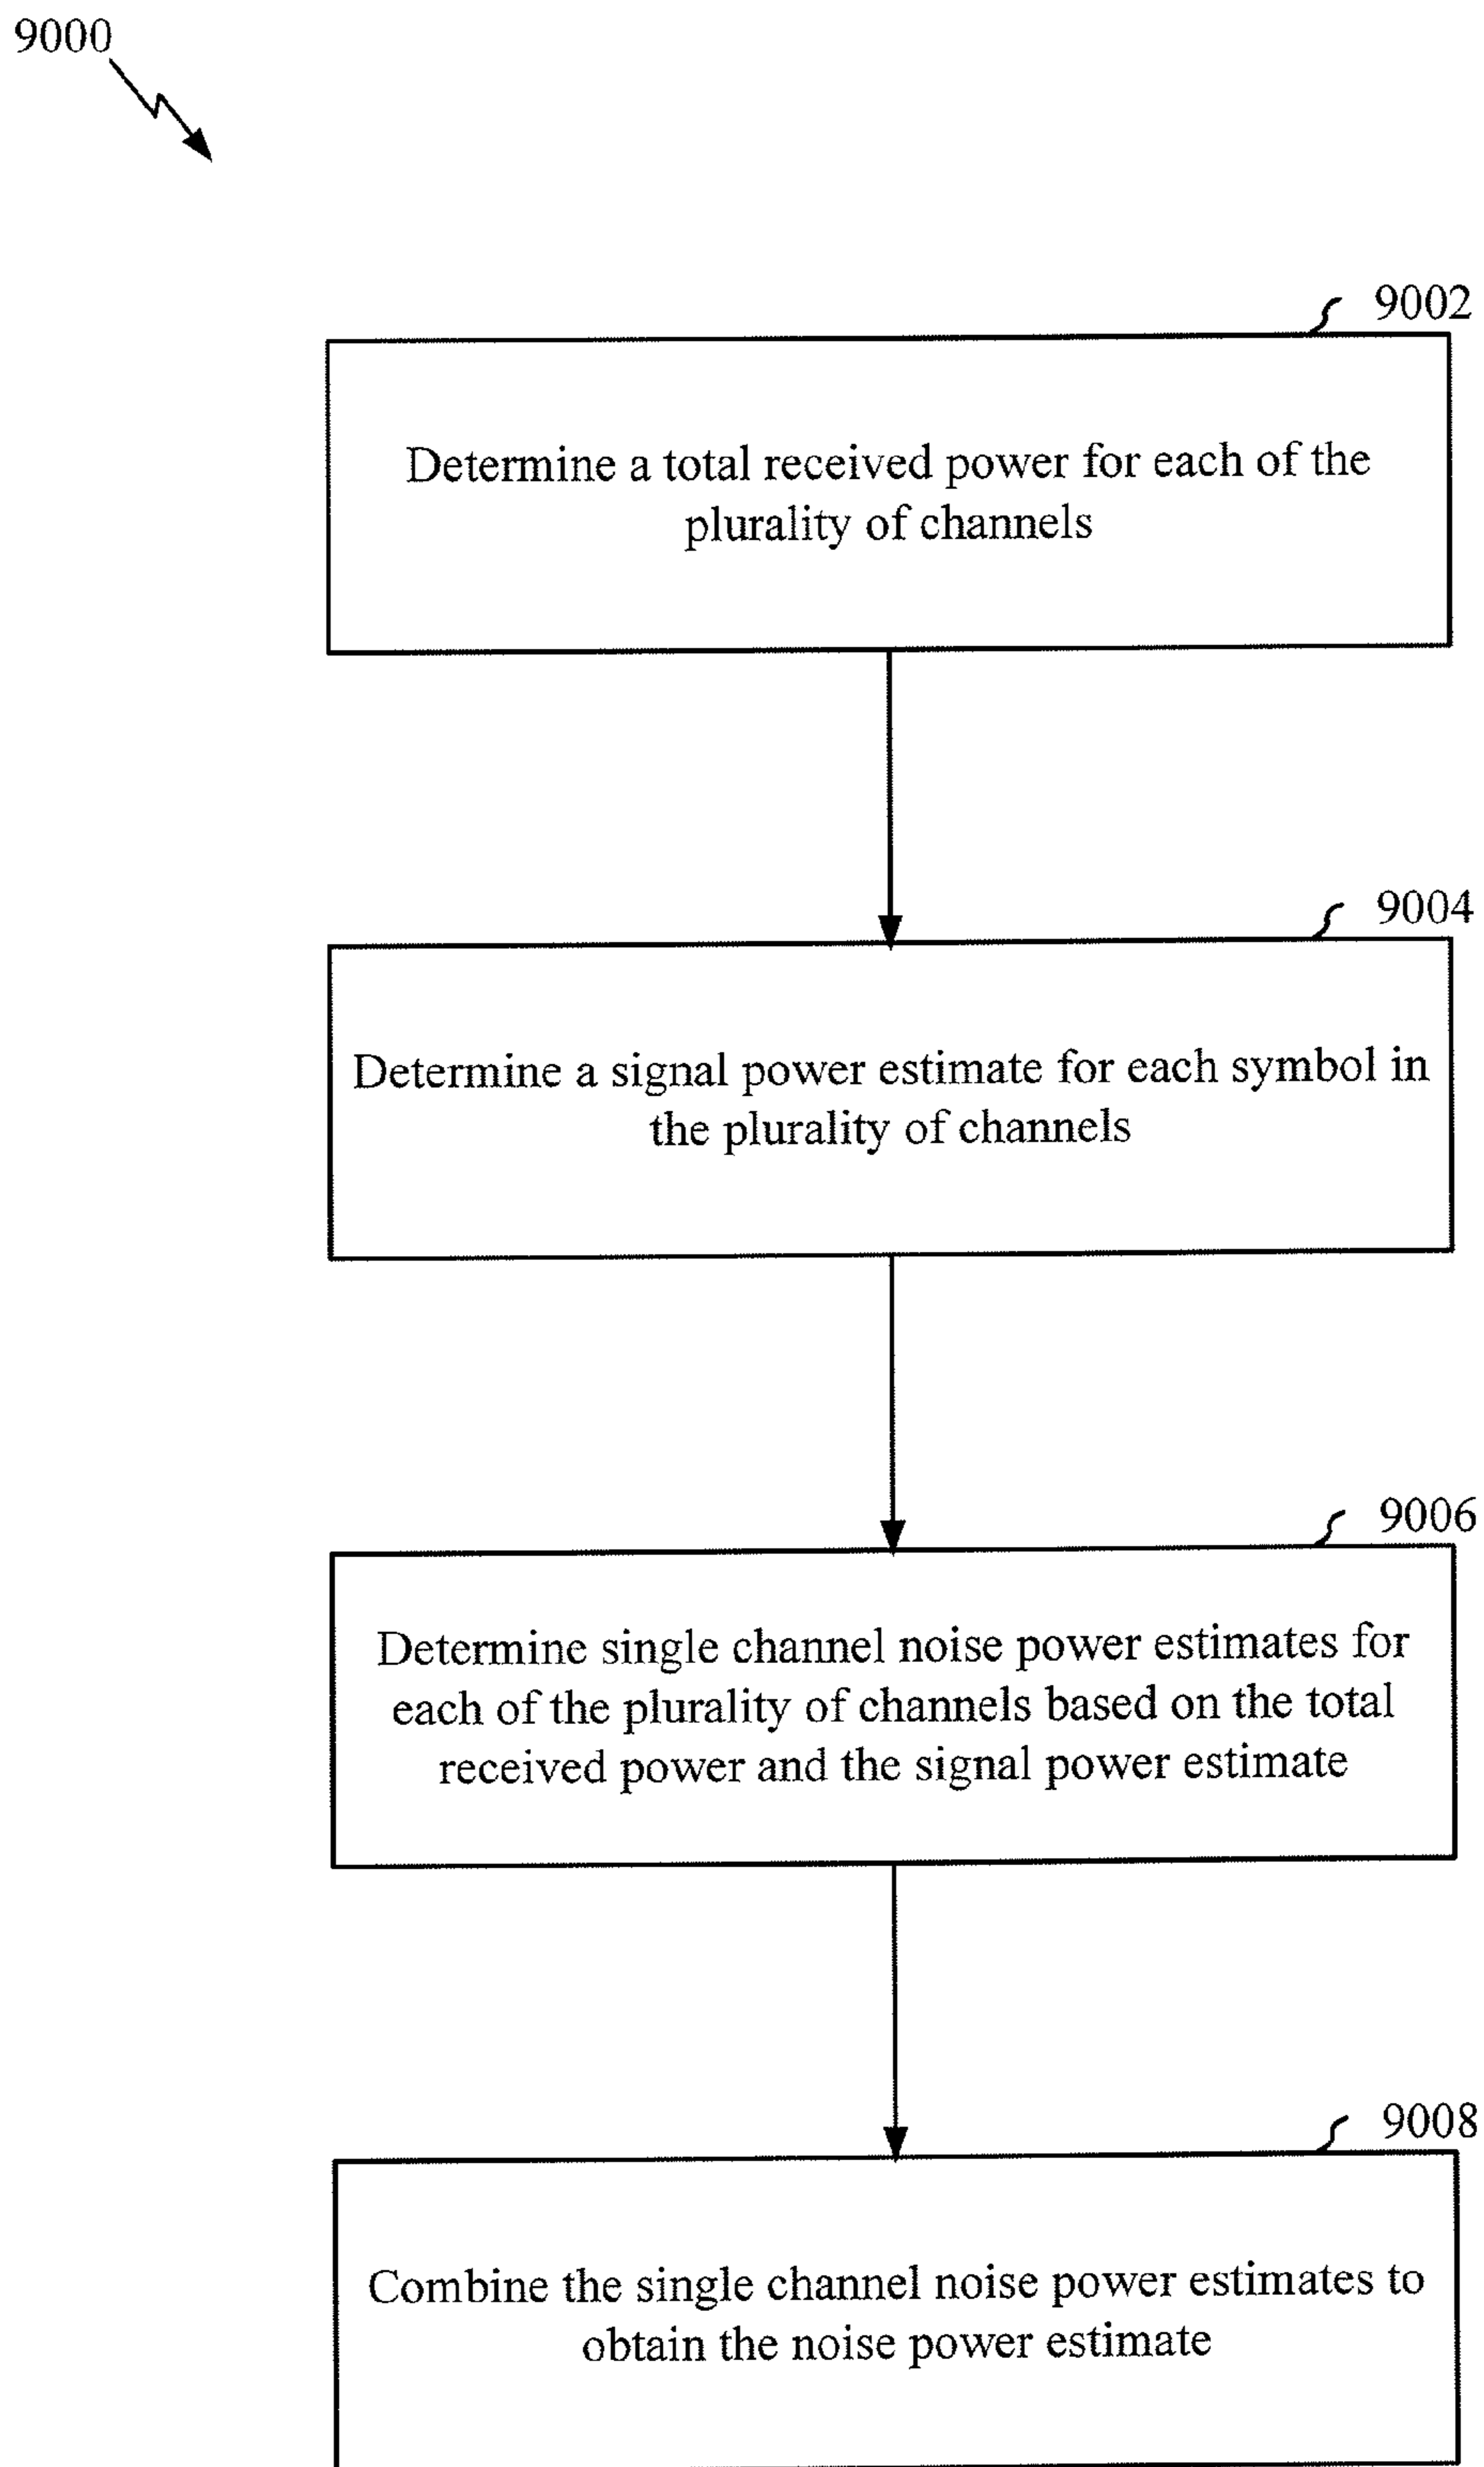 9000
9002
Determine a total received power for each of the
plurality of channels
9004
Determine a signal power estimate for each symbol in
the plurality of channels
9006
Determine single channel noise power estimates for
each of the plurality of channels based on the total
received power and the signal power estimate
9008
Combine the single channel noise power estimates to
obtain the noise power estimate